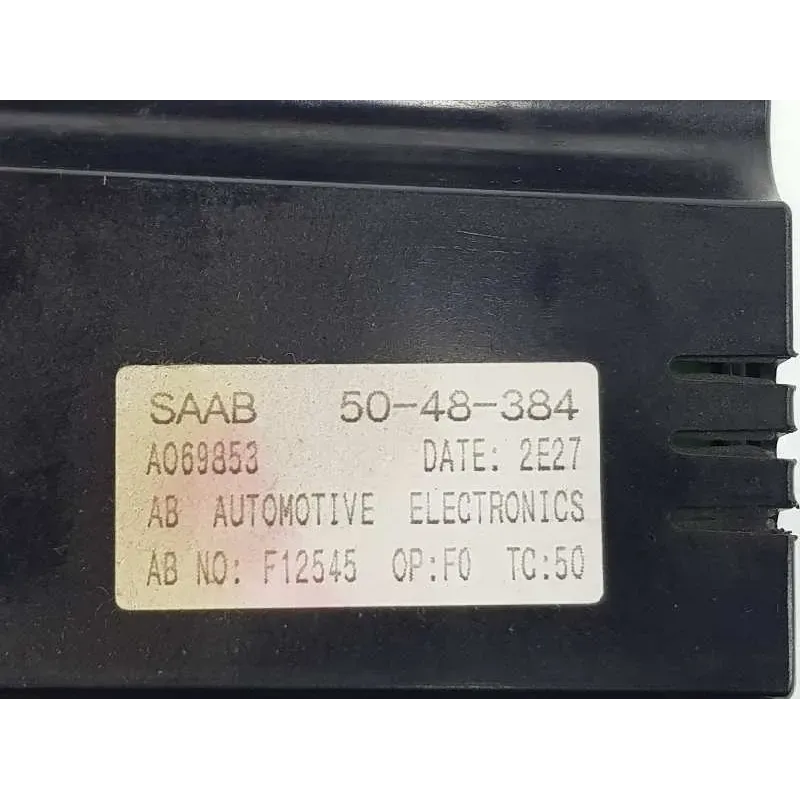 SAAB 50-48-384
A069853 DATE: 2E27
AB AUTOMOTIVE ELECTRONICS
AB NO: F12545 OP:F0 TC:50